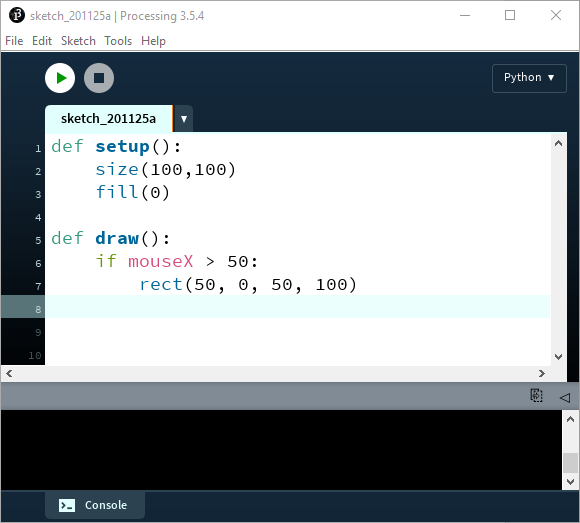 sketch_201125a | Processing 3.5.4
File Edit Sketch Tools Help
Python ▼
sketch_201125a ▼
1 def setup():
2     size(100,100)
3     fill(0)
4
5 def draw():
6     if mouseX > 50:
7         rect(50, 0, 50, 100)
8
9
10
Console